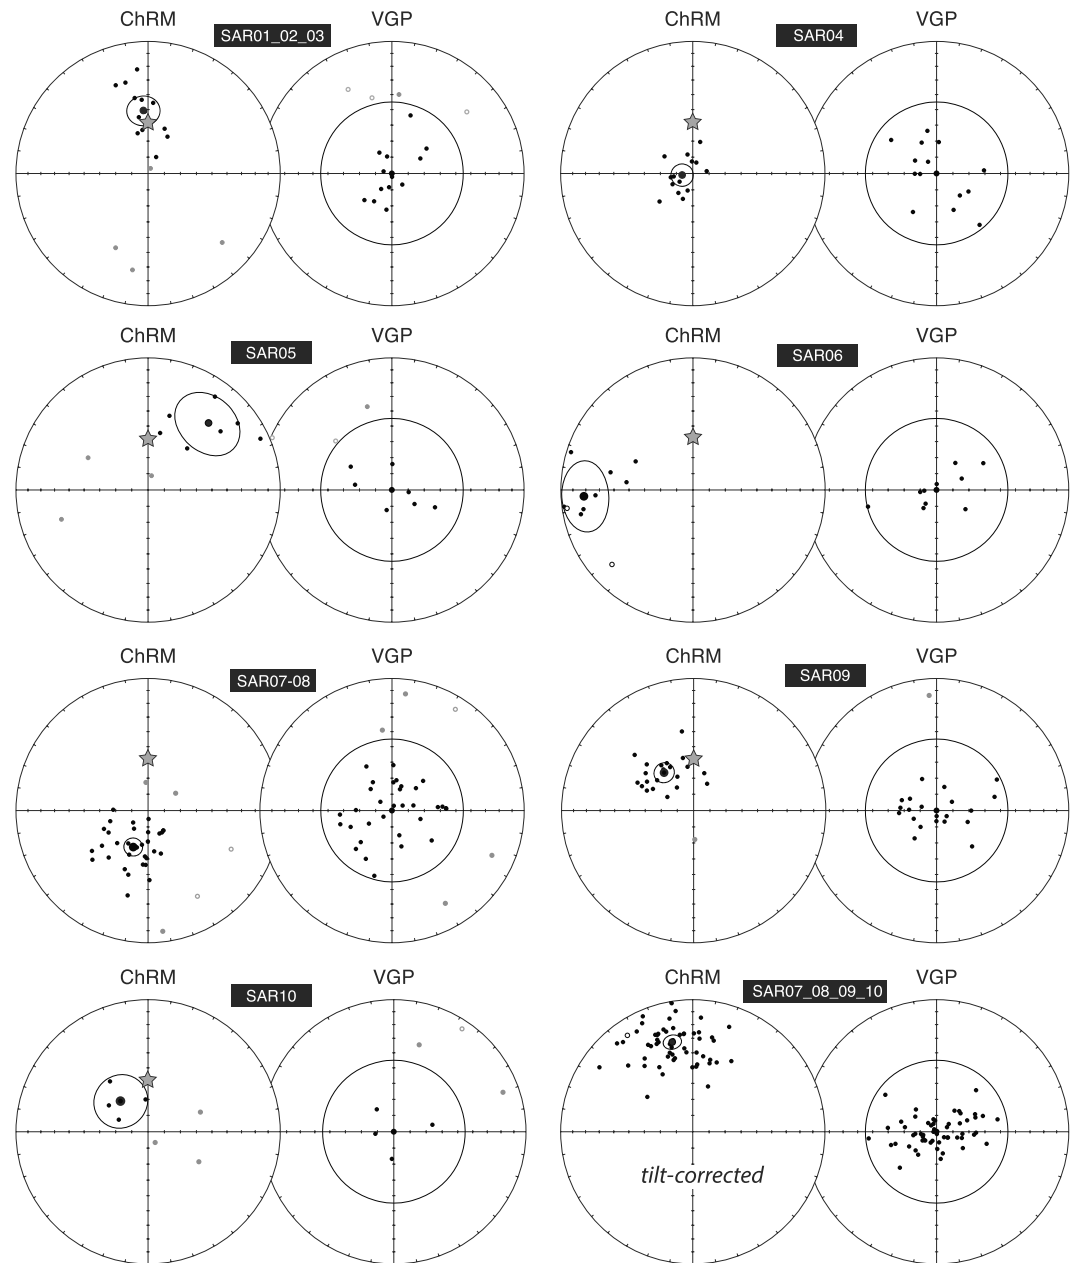 ChRM VGP ChRM VGP
SAR01_02_03 SAR04
ChRM VGP ChRM VGP
SAR05 SAR06
ChRM VGP ChRM VGP
SAR07-08 SAR09
ChRM VGP ChRM VGP
SAR10 SAR07_08_09_10
tilt-corrected